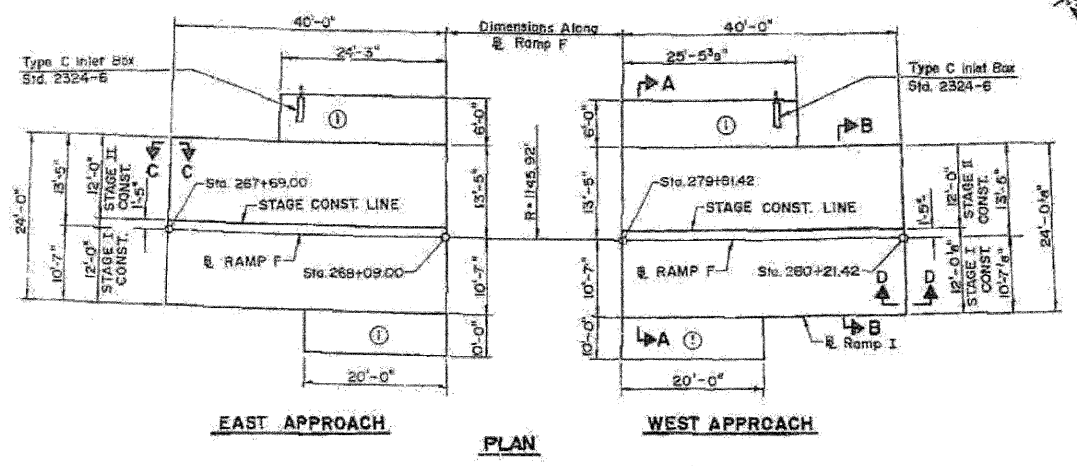 40'-0"
Dimensions Along
℄ Ramp F
40'-0"
24'-3"
25'-5⅜"
Type C Inlet Box
Std. 2324-6
Type C Inlet Box
Std. 2324-6
A
B
1
1
6'-0"
6'-0"
C C
R=1145.92'
24'-0"
13'-5"
12'-0"
STAGE II
CONST.
1'-5"
13'-5"
13'-5"
1'-5"
12'-0"
STAGE II
CONST.
13'-5"
24'-0⅛"
Sta. 267+69.00
STAGE CONST. LINE
Sta. 279+81.42
STAGE CONST. LINE
℄ RAMP F
Sta. 268+09.00
℄ RAMP F
Sta. 280+21.42
10'-7"
12'-0"
STAGE I
CONST.
10'-7"
10'-7"
12'-0⅛"
STAGE I
CONST.
10'-7⅛"
D D
1
10'-0"
10'-0"
A
1
B
℄ Ramp I
20'-0"
20'-0"
EAST APPROACH
WEST APPROACH
PLAN